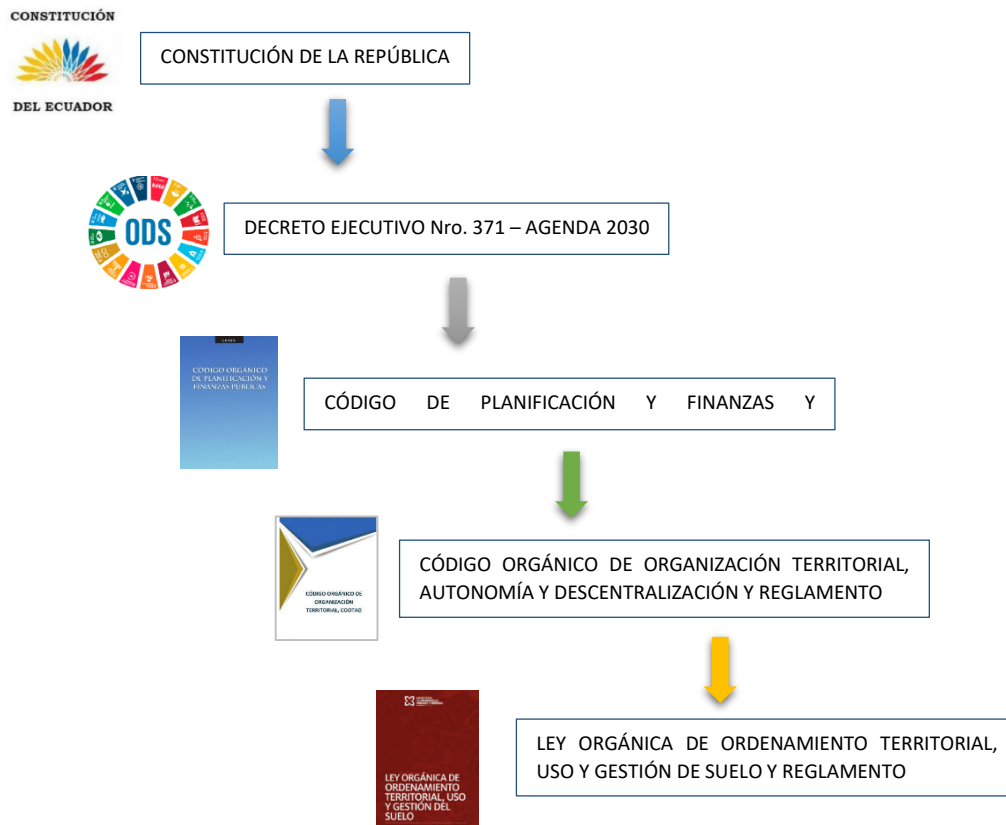 CONSTITUCIÓN
DEL ECUADOR
CONSTITUCIÓN DE LA REPÚBLICA
ODS
DECRETO EJECUTIVO Nro. 371 – AGENDA 2030
CÓDIGO ORGÁNICO
DE PLANIFICACIÓN Y
FINANZAS PÚBLICAS
CÓDIGO DE PLANIFICACIÓN Y FINANZAS Y
CÓDIGO ORGÁNICO DE
ORGANIZACIÓN
TERRITORIAL, COOTAD
CÓDIGO ORGÁNICO DE ORGANIZACIÓN TERRITORIAL,
AUTONOMÍA Y DESCENTRALIZACIÓN Y REGLAMENTO
LEY ORGÁNICA DE
ORDENAMIENTO
TERRITORIAL, USO
Y GESTIÓN DEL
SUELO
LEY ORGÁNICA DE ORDENAMIENTO TERRITORIAL,
USO Y GESTIÓN DE SUELO Y REGLAMENTO